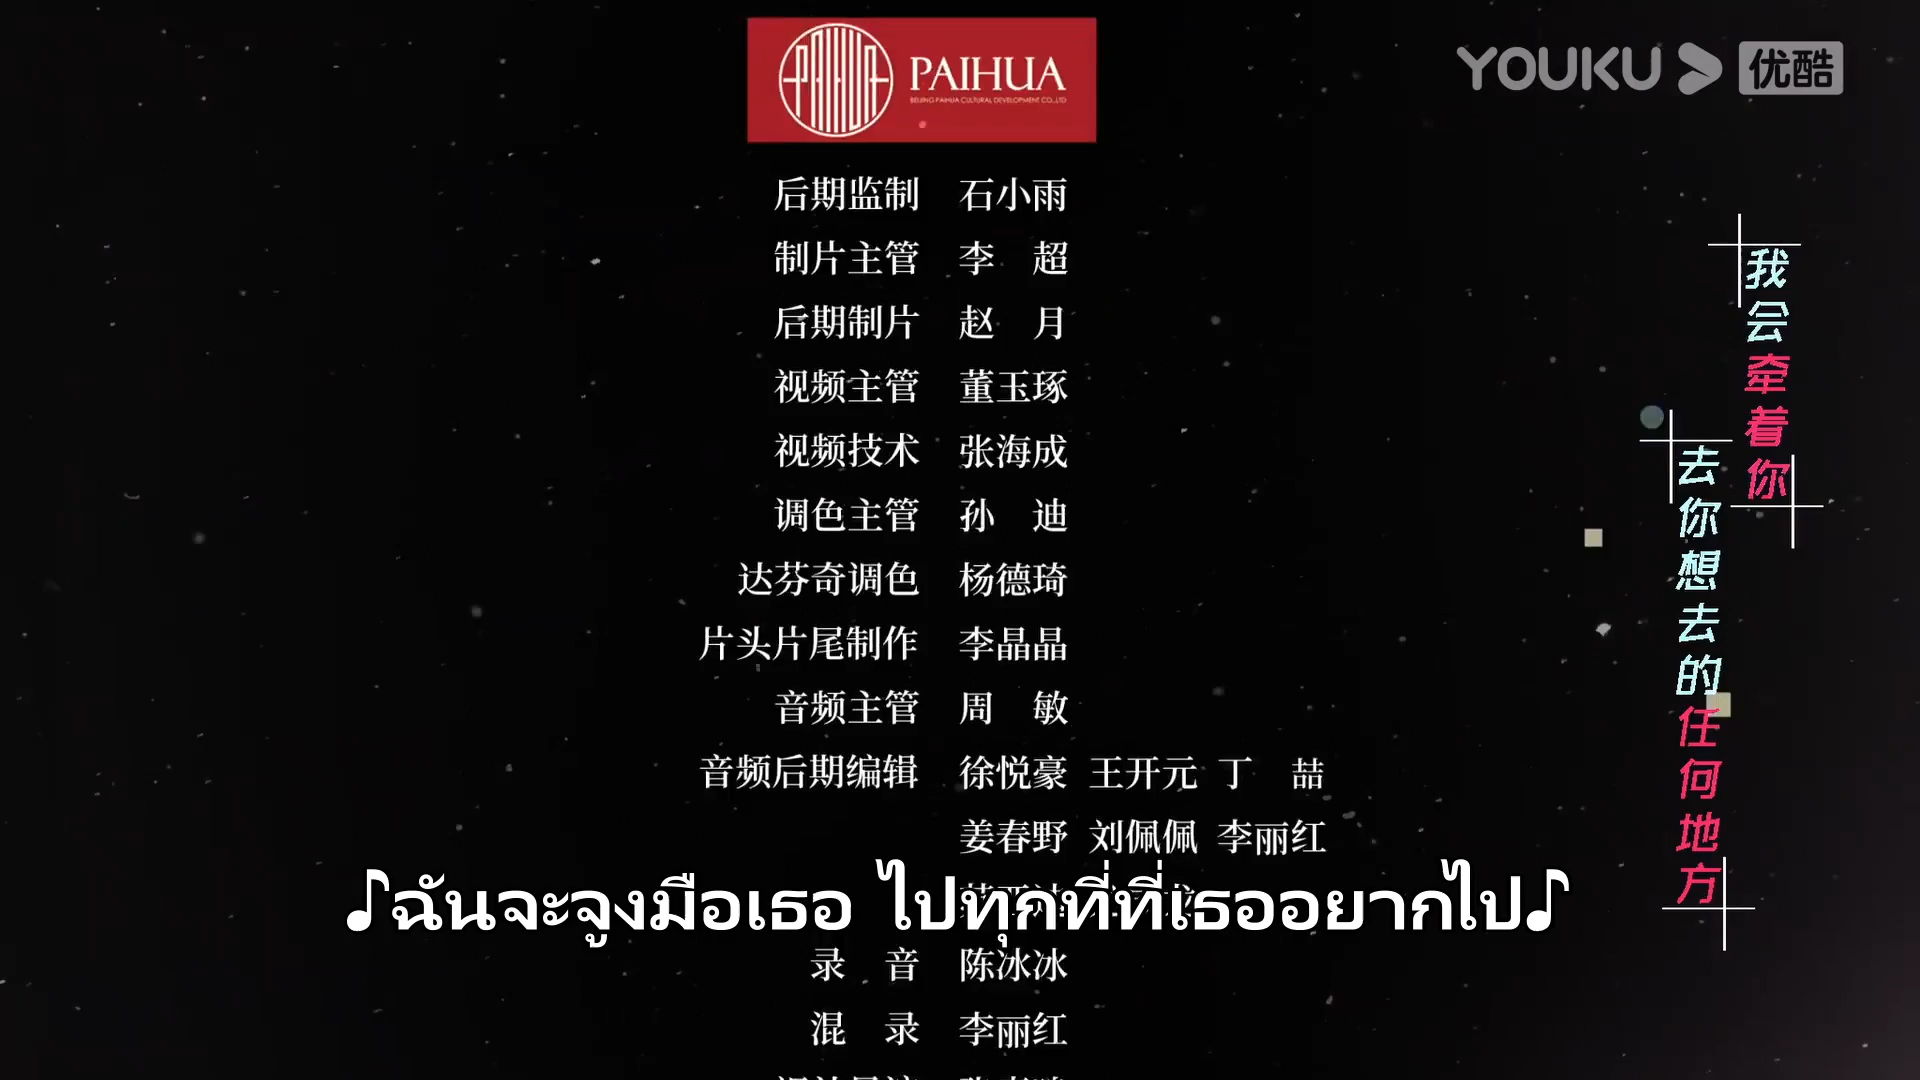 PAIHUA
BEIJING PAIHUA CULTURAL DEVELOPMENT CO.,LTD
YOUKU 优酷
后期监制 石小雨
制片主管 李 超
后期制片 赵 月
视频主管 董玉琢
视频技术 张海成
调色主管 孙 迪
达芬奇调色 杨德琦
片头片尾制作 李晶晶
音频主管 周 敏
音频后期编辑 徐悦豪 王开元 丁 喆
姜春野 刘佩佩 李丽红
录 音 陈冰冰
混 录 李丽红
我会牵着你
去你想去的任何地方
♪ฉันจะจูงมือเธอ ไปทุกที่ที่เธออยากไป♪